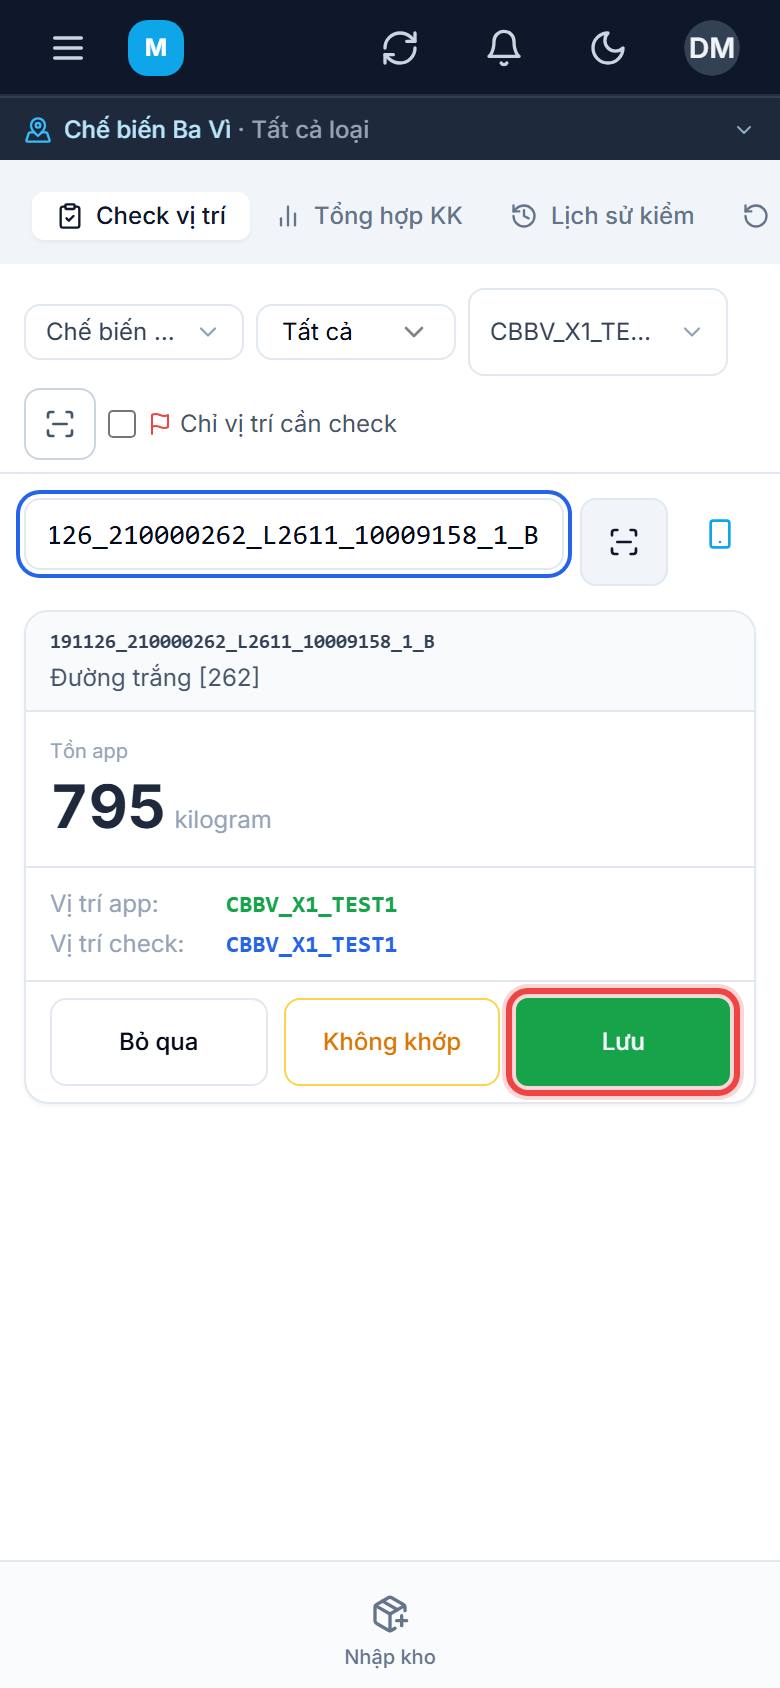 M
DM
Chế biến Ba Vì · Tất cả loại
Check vị trí
Tổng hợp KK
Lịch sử kiểm
Chế biến ...
Tất cả
CBBV_X1_TE...
Chỉ vị trí cần check
126_210000262_L2611_10009158_1_B
191126_210000262_L2611_10009158_1_B
Đường trắng [262]
Tồn app
795 kilogram
Vị trí app: CBBV_X1_TEST1
Vị trí check: CBBV_X1_TEST1
Bỏ qua
Không khớp
Lưu
Nhập kho